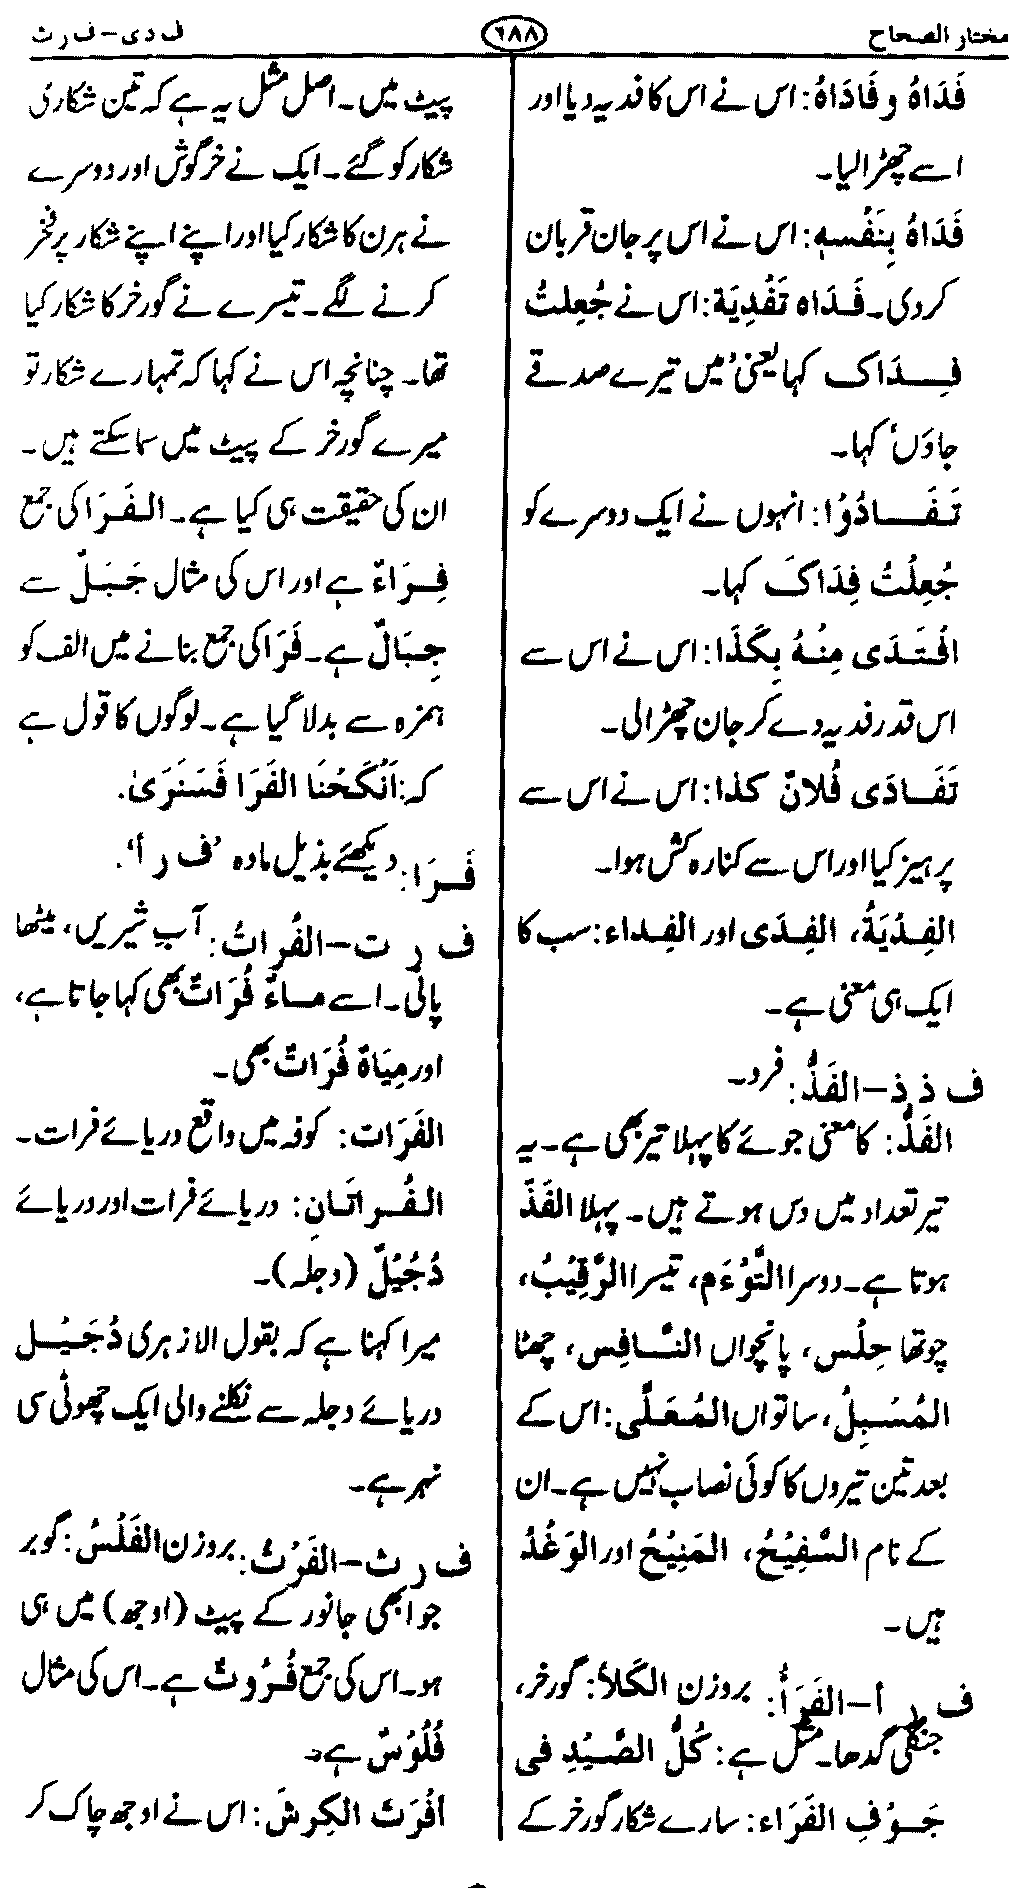 مختار الصحاح
٦٨٨
ف د ی - ف ر ث
فَدَاهُ وفَادَاهُ: اس نے اس کا فدیہ دیا اور
اسے چھڑا لیا۔
فَدَاهُ بِنَفْسهٖ: اس نے اس پر جان قربان
کر دی۔ فَدَاه تَفْدِيَة: اس نے جُعِلتُ
فِدَاک کہا یعنی 'میں تیرے صدقے
جاؤں' کہا۔
تَفَادُوْا: انہوں نے ایک دوسرے کو
جُعِلْتُ فِدَاكَ کہا۔
افْتَدَى مِنْهُ بِكَذَا: اس نے اس سے
اس قدر فدیہ دے کر جان چھڑا لی۔
تَفَادَى فُلانٌ كذا: اس نے اس سے
پرہیز کیا اور اس سے کنارہ کش ہوا۔
الفِدْيَةُ، الفِدَى اور الفِداء: سب کا
ایک ہی معنی ہے۔
ف ذ ذ - الفَذُّ: فرد۔
الفَذُّ: کا معنی جوئے کا پہلا تیر بھی ہے۔ یہ
تیر تعداد میں دس ہوتے ہیں۔ پہلا الفَذّ
ہوتا ہے۔ دوسرا التَّوْءَم، تیسرا الرَّقِيْبُ،
چوتھا حِلْس، پانچواں النَّافِس، چھٹا
المُسْبِلُ، ساتواں المُعَلَّى: اس کے
بعد تین تیروں کا کوئی نصاب نہیں ہے۔ ان
کے نام السَّفِيْحُ، المَنِيْحُ اور الوَغْدُ
ہیں۔
ف ر أ - الفَرَأُ: بروزن الكَلأ: گورخر،
جنگلی گدھا۔ مثل ہے: كُلُّ الصَّيْدِ فى
جَوْفِ الفَرَاء: سارے شکار گورخر کے
پیٹ میں۔ اصل مثل یہ ہے کہ تین شکاری
شکار کو گئے۔ ایک نے خرگوش اور دوسرے
نے ہرن کا شکار کیا اور اپنے اپنے شکار پر فخر
کرنے لگے۔ تیسرے نے گورخر کا شکار کیا
تھا۔ چنانچہ اس نے کہا کہ تمہارے شکار تو
میرے گورخر کے پیٹ میں سما سکتے ہیں۔
ان کی حقیقت ہی کیا ہے۔ الفَرَا کی جمع
فِرَاءٌ ہے اور اس کی مثال جَبَلٌ سے
جِبَالٌ ہے۔ فَرَا کی جمع بنانے میں الف کو
ہمزہ سے بدلا گیا ہے۔ لوگوں کا قول ہے
کہ: اَنْكَحْنَا الفَرَا فَسَنَرَىٰ.
فَرَا: دیکھئے بذیل مادہ 'ف ر أ'.
ف ر ت - الفُراتُ: آبِ شیریں، میٹھا
پانی۔ اسے مـاءٌ فُرَاتٌ بھی کہا جاتا ہے،
اور مِيَاهٌ فُرَاتٌ بھی۔
الفَرَات: کوفہ میں واقع دریائے فرات۔
الفُراتَانِ: دریائے فرات اور دریائے
دُجُيْلٌ (دجلہ)۔
میرا کہنا ہے کہ بقول الازہری دُجَيْل
دریائے دجلہ سے نکلنے والی ایک چھوٹی سی
نہر ہے۔
ف ر ث - الفَرْثُ: بروزن الفَلْسُ: گوبر
جو ابھی جانور کے پیٹ (اوجھ) میں ہی
ہو۔ اس کی جمع فُرُوثٌ ہے۔ اس کی مثال
فُلُوْسٌ ہے۔
اَفْرَثَ الكِرشَ: اس نے اوجھ چاک کر